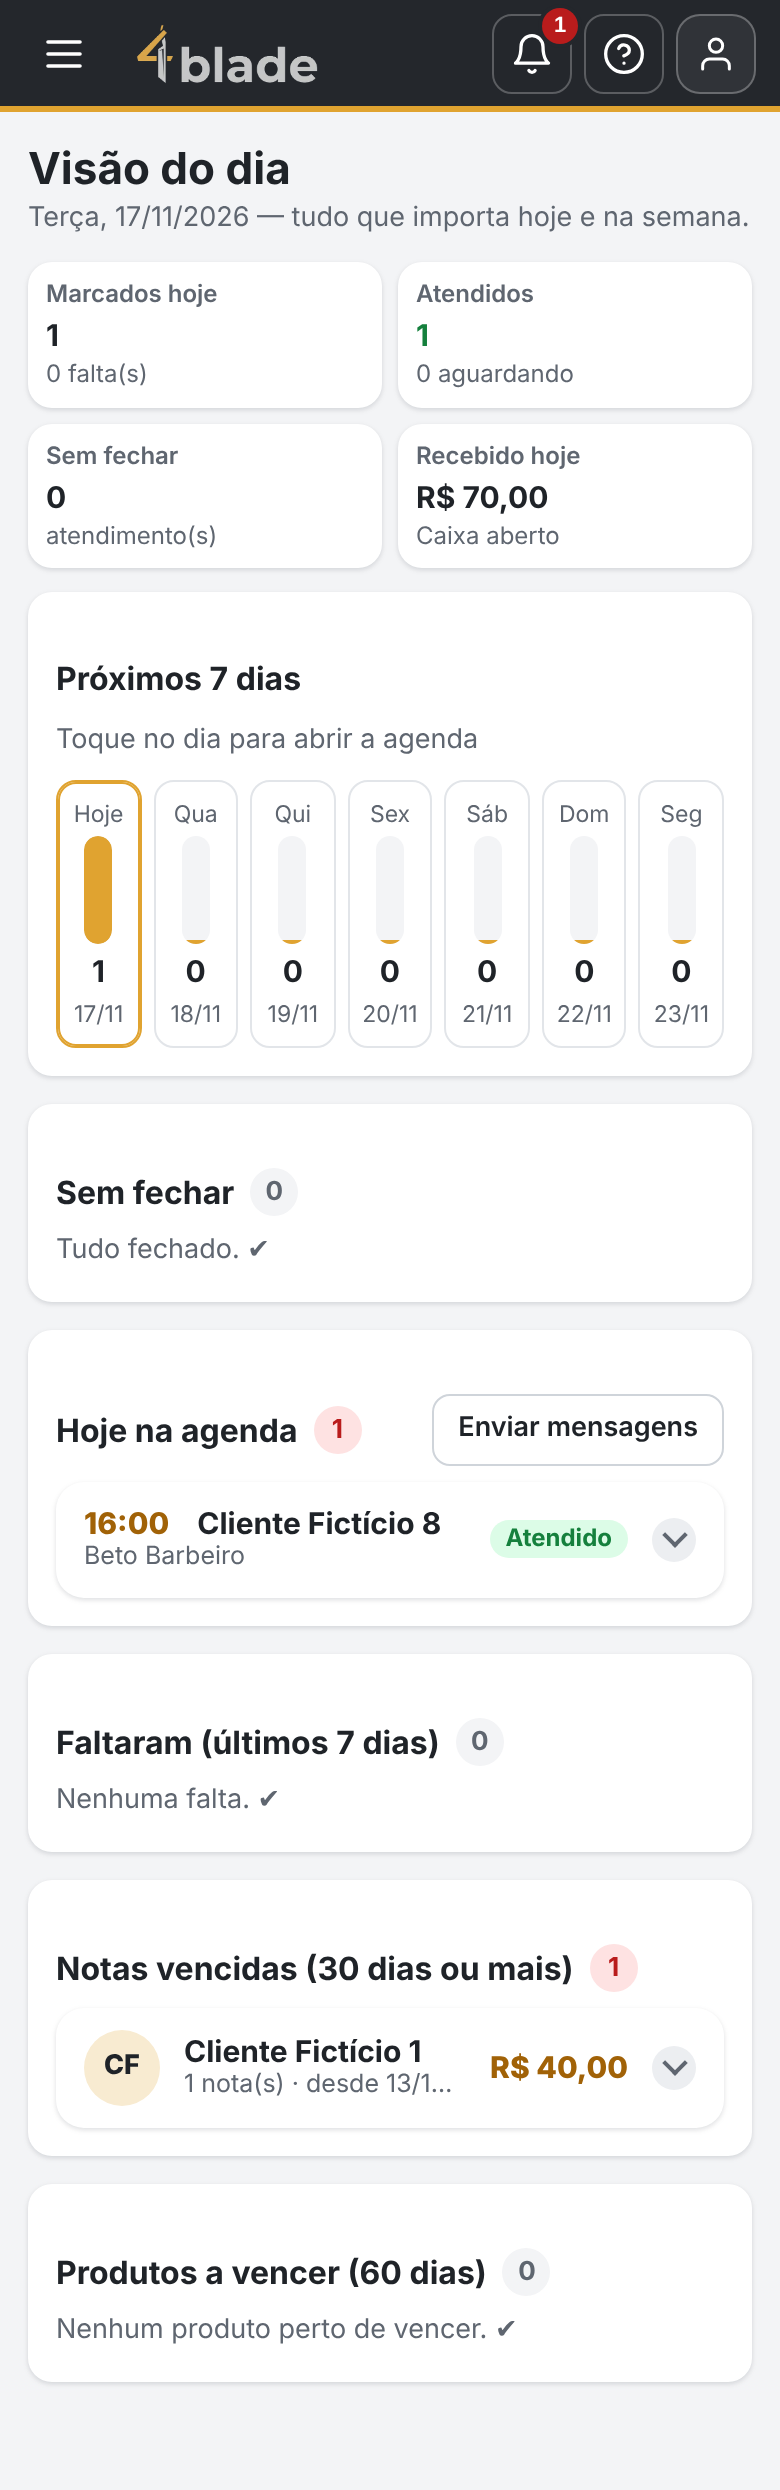 4blade
1
Visão do dia
Terça, 17/11/2026 — tudo que importa hoje e na semana.
Marcados hoje
1
0 falta(s)
Atendidos
1
0 aguardando
Sem fechar
0
atendimento(s)
Recebido hoje
R$ 70,00
Caixa aberto
Próximos 7 dias
Toque no dia para abrir a agenda
Hoje Qua Qui Sex Sáb Dom Seg
1 0 0 0 0 0 0
17/11 18/11 19/11 20/11 21/11 22/11 23/11
Sem fechar 0
Tudo fechado. ✔
Hoje na agenda 1 Enviar mensagens
16:00 Cliente Fictício 8
Beto Barbeiro
Atendido
Faltaram (últimos 7 dias) 0
Nenhuma falta. ✔
Notas vencidas (30 dias ou mais) 1
CF
Cliente Fictício 1
1 nota(s) · desde 13/1...
R$ 40,00
Produtos a vencer (60 dias) 0
Nenhum produto perto de vencer. ✔